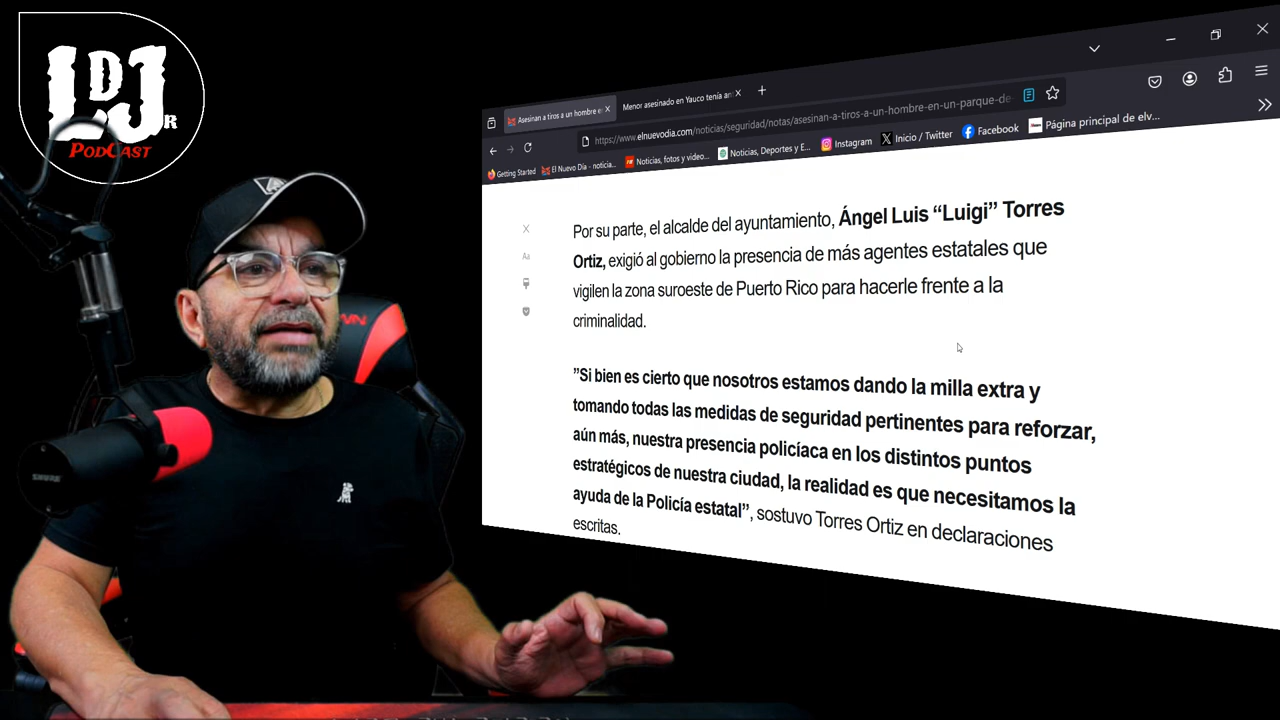 LDJR
PODCAST
Asesinan a tiros a un hombre e
Menor asesinado en Yauco tenía an
https://www.elnuevodia.com/noticias/seguridad/notas/asesinan-a-tiros-a-un-hombre-en-un-parque-de-
Getting Started
El Nuevo Día - noticia...
Noticias, fotos y video...
Noticias, Deportes y E...
Instagram
Inicio / Twitter
Facebook
Página principal de elv...
Aa
Por su parte, el alcalde del ayuntamiento, Ángel Luis “Luigi” Torres
Ortiz, exigió al gobierno la presencia de más agentes estatales que
vigilen la zona suroeste de Puerto Rico para hacerle frente a la
criminalidad.
”Si bien es cierto que nosotros estamos dando la milla extra y
tomando todas las medidas de seguridad pertinentes para reforzar,
aún más, nuestra presencia policíaca en los distintos puntos
estratégicos de nuestra ciudad, la realidad es que necesitamos la
ayuda de la Policía estatal”, sostuvo Torres Ortiz en declaraciones
escritas.
SHURE